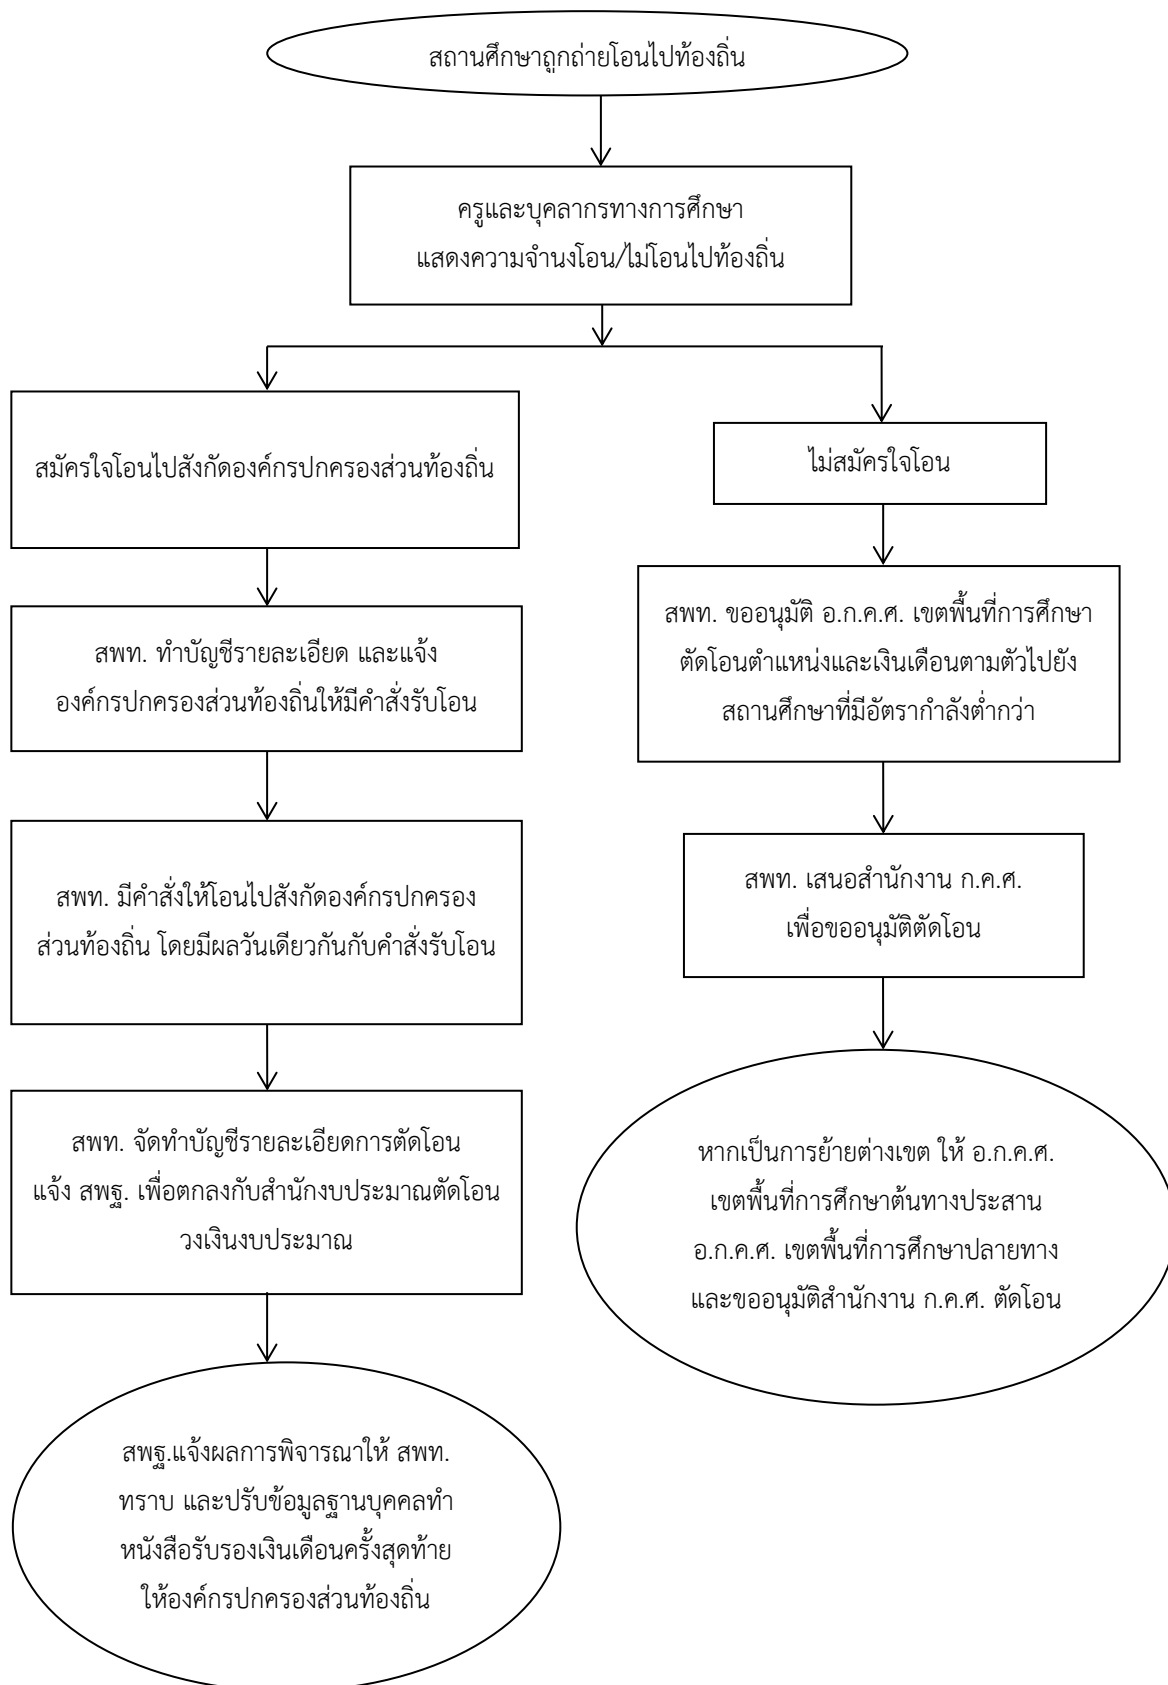 สถานศึกษาถูกถ่ายโอนไปท้องถิ่น
ครูและบุคลากรทางการศึกษา
แสดงความจำนงโอน/ไม่โอนไปท้องถิ่น
สมัครใจโอนไปสังกัดองค์กรปกครองส่วนท้องถิ่น
สพท. ทำบัญชีรายละเอียด และแจ้ง
องค์กรปกครองส่วนท้องถิ่นให้มีคำสั่งรับโอน
สพท. มีคำสั่งให้โอนไปสังกัดองค์กรปกครอง
ส่วนท้องถิ่น โดยมีผลวันเดียวกันกับคำสั่งรับโอน
สพท. จัดทำบัญชีรายละเอียดการตัดโอน
แจ้ง สพฐ. เพื่อตกลงกับสำนักงบประมาณตัดโอน
วงเงินงบประมาณ
สพฐ.แจ้งผลการพิจารณาให้ สพท.
ทราบ และปรับข้อมูลฐานบุคคลทำ
หนังสือรับรองเงินเดือนครั้งสุดท้าย
ให้องค์กรปกครองส่วนท้องถิ่น
ไม่สมัครใจโอน
สพท. ขออนุมัติ อ.ก.ค.ศ. เขตพื้นที่การศึกษา
ตัดโอนตำแหน่งและเงินเดือนตามตัวไปยัง
สถานศึกษาที่มีอัตรากำลังต่ำกว่า
สพท. เสนอสำนักงาน ก.ค.ศ.
เพื่อขออนุมัติตัดโอน
หากเป็นการย้ายต่างเขต ให้ อ.ก.ค.ศ.
เขตพื้นที่การศึกษาต้นทางประสาน
อ.ก.ค.ศ. เขตพื้นที่การศึกษาปลายทาง
และขออนุมัติสำนักงาน ก.ค.ศ. ตัดโอน